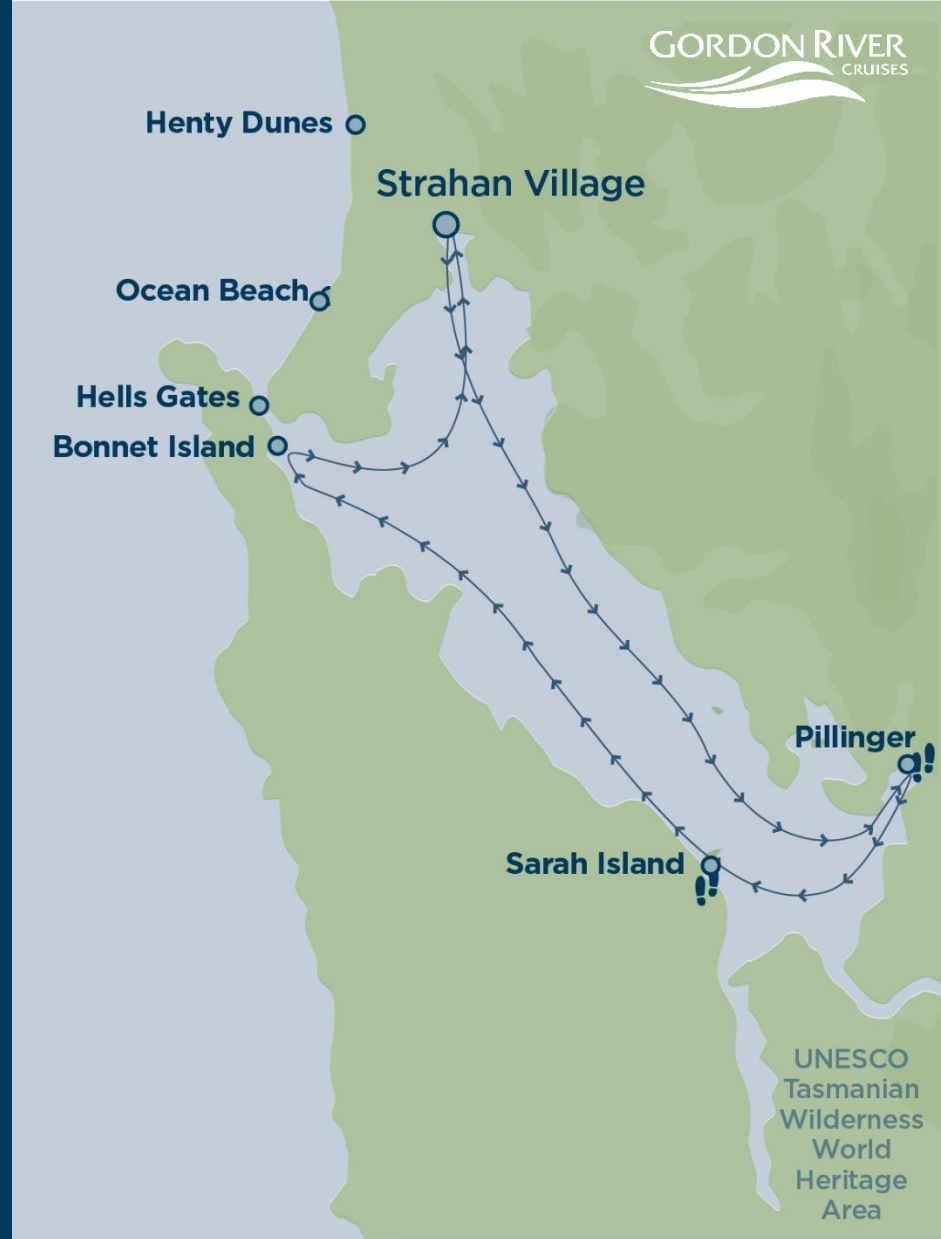 GORDON RIVER
CRUISES
Henty Dunes
Strahan Village
Ocean Beach
Hells Gates
Bonnet Island
Pillinger
Sarah Island
UNESCO
Tasmanian
Wilderness
World
Heritage
Area